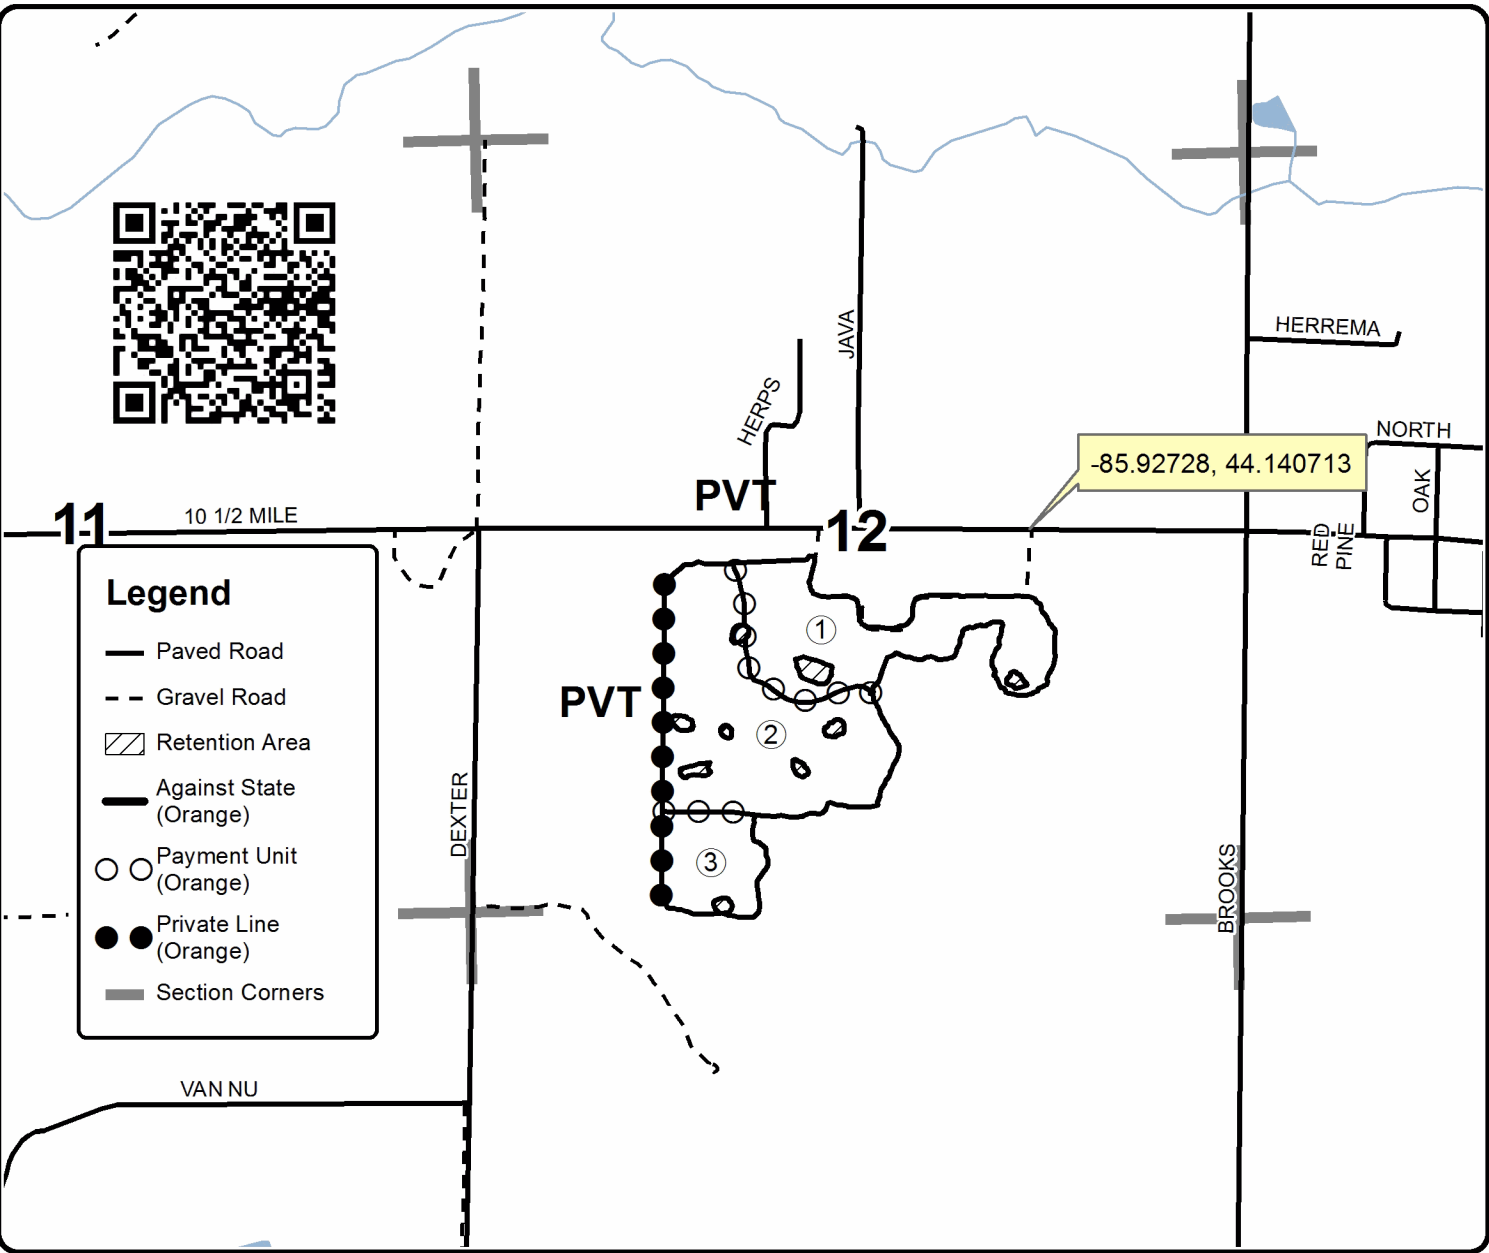 HERREMA
JAVA
HERPS
NORTH
-85.92728, 44.140713
OAK
PVT
11
10 1/2 MILE
12
RED
PINE
Legend
Paved Road
Gravel Road
Retention Area
Against State
(Orange)
Payment Unit
(Orange)
Private Line
(Orange)
Section Corners
1
PVT
2
3
DEXTER
BROOKS
VAN NU